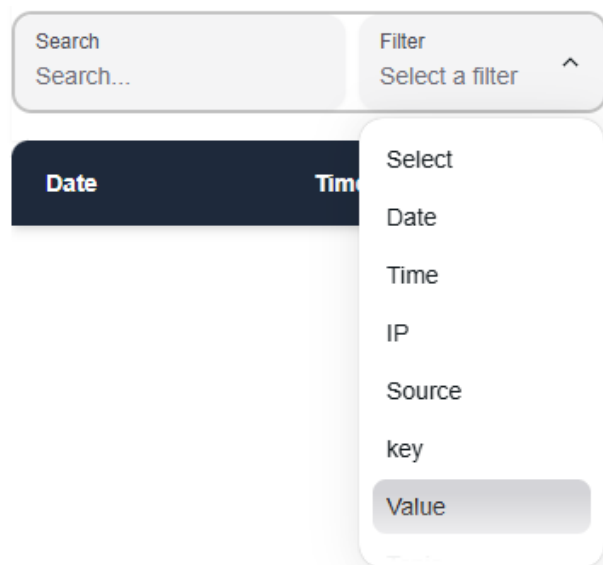 Search
Search...
Filter
Select a filter
Date
Select
Date
Time
IP
Source
key
Value